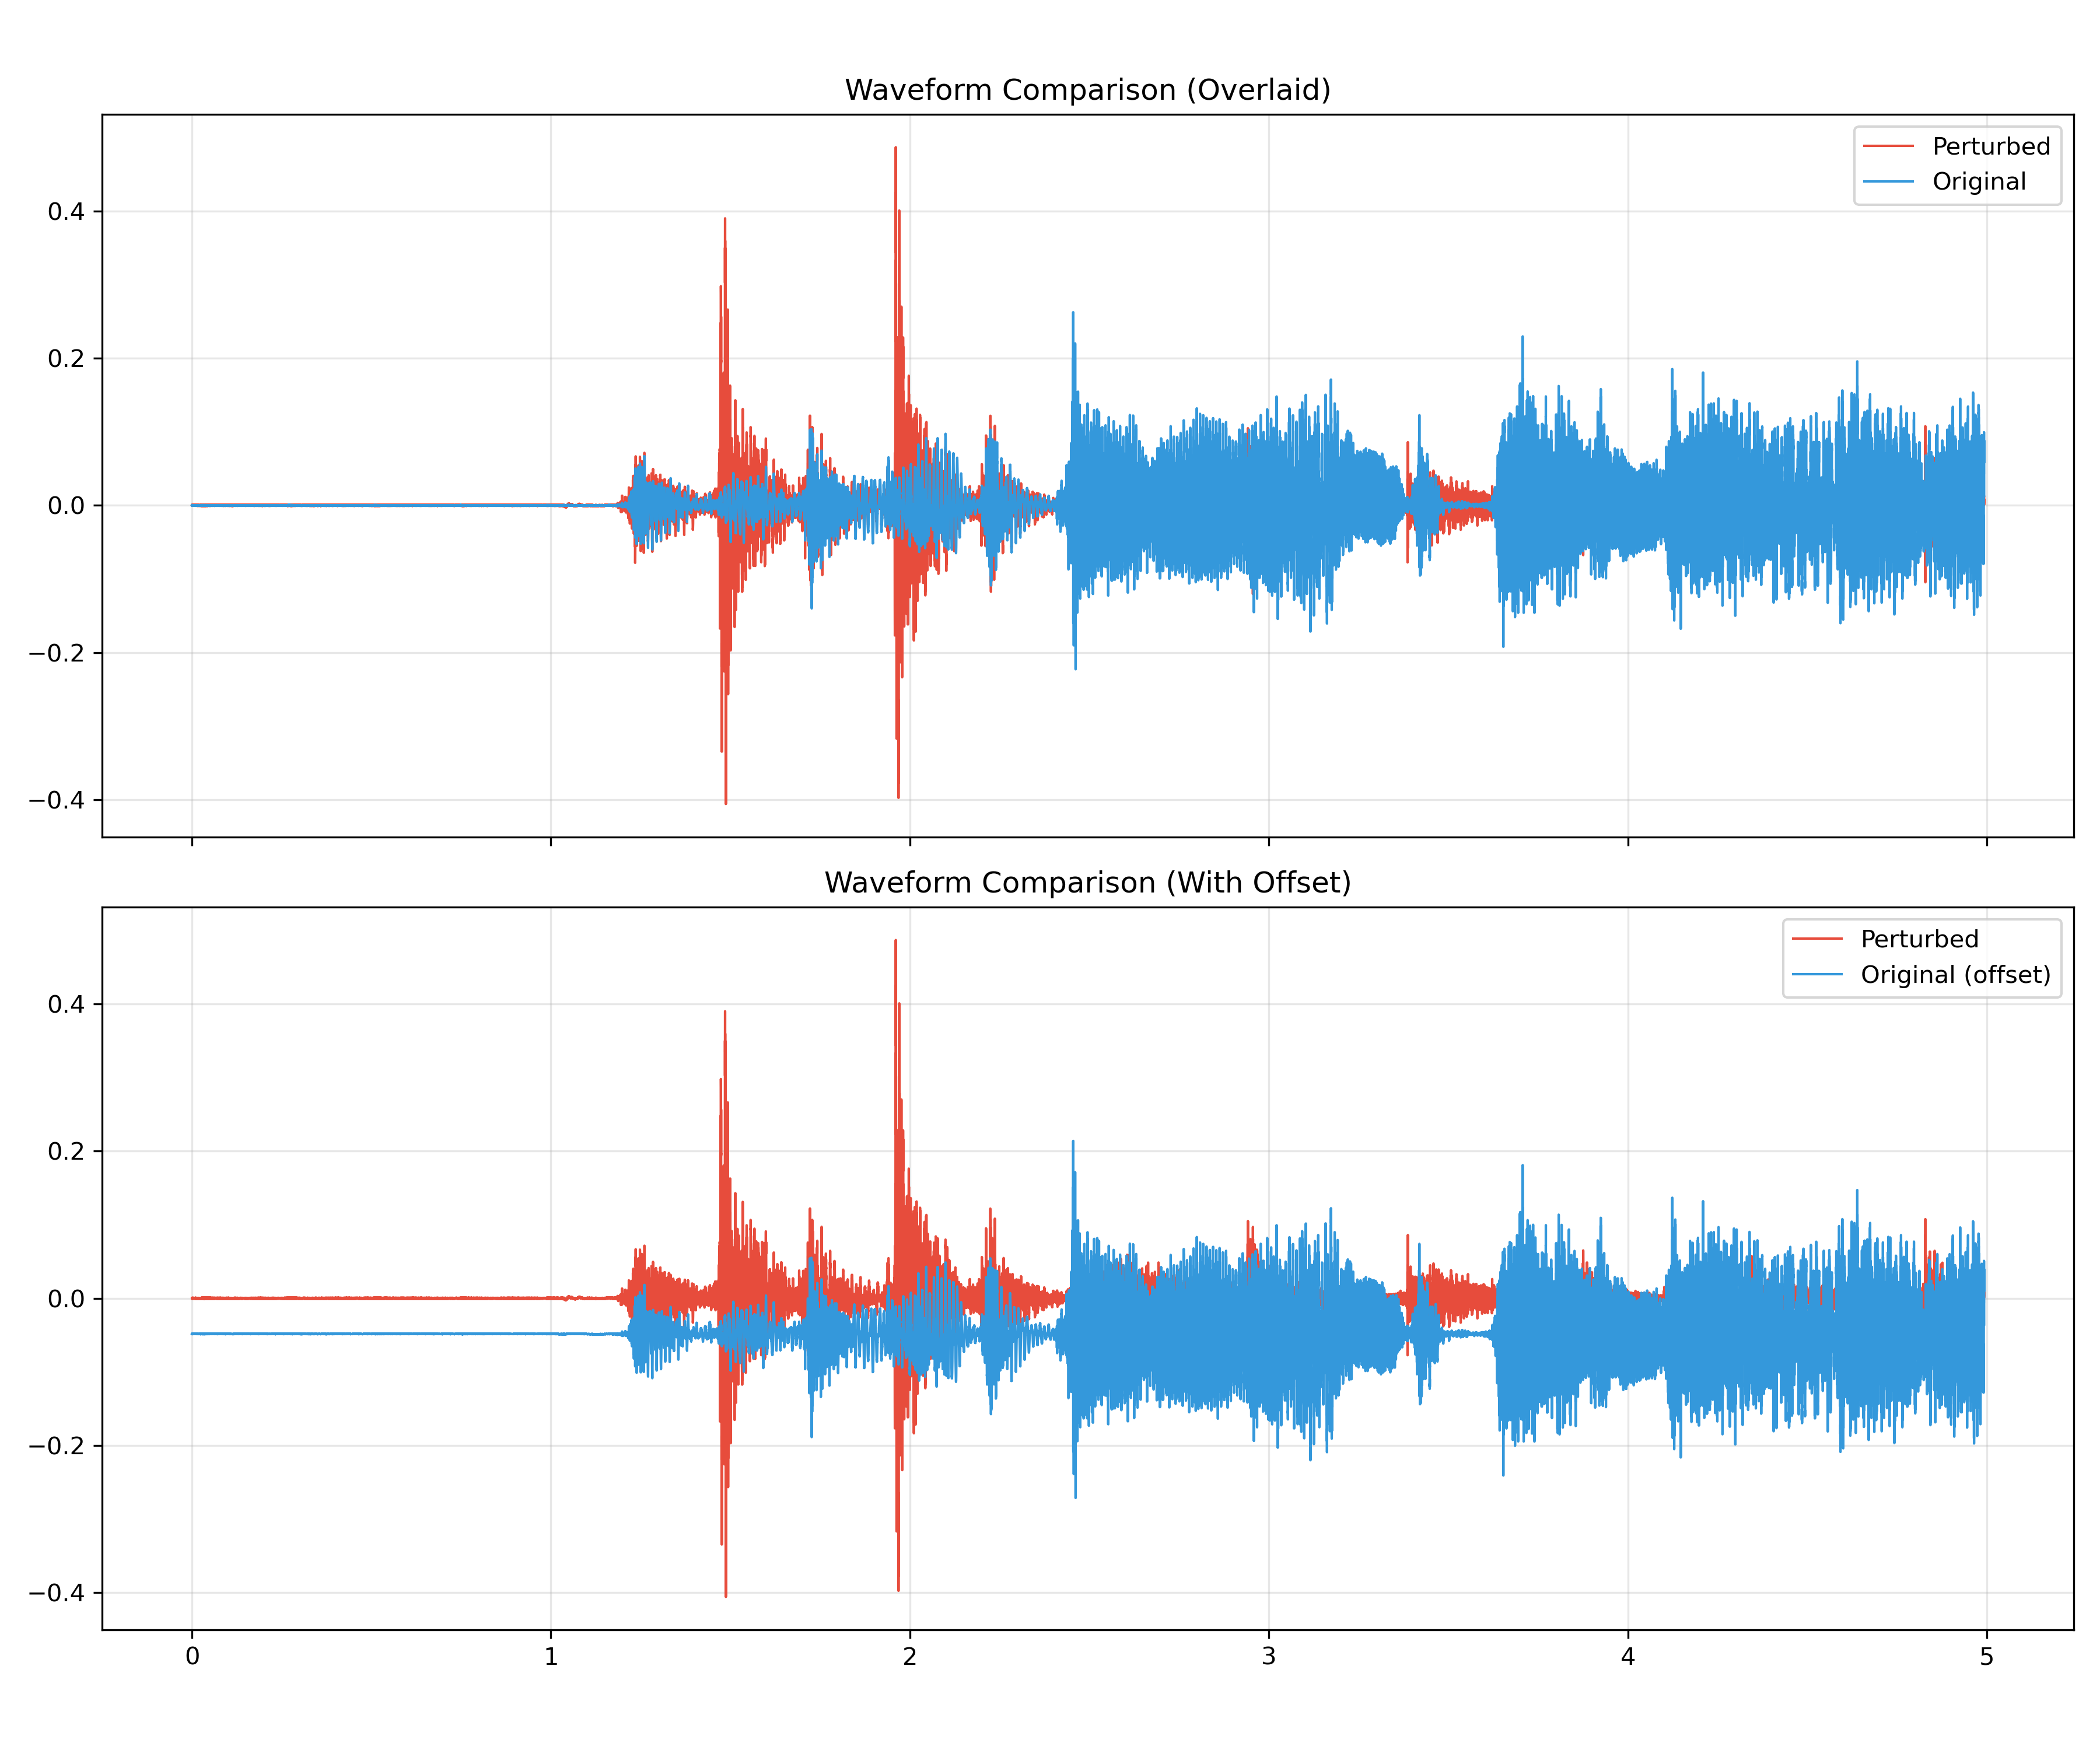 Waveform Comparison (Overlaid)
Perturbed
Original
0.4
0.2
0.0
−0.2
−0.4
Waveform Comparison (With Offset)
Perturbed
Original (offset)
0.4
0.2
0.0
−0.2
−0.4
0 1 2 3 4 5